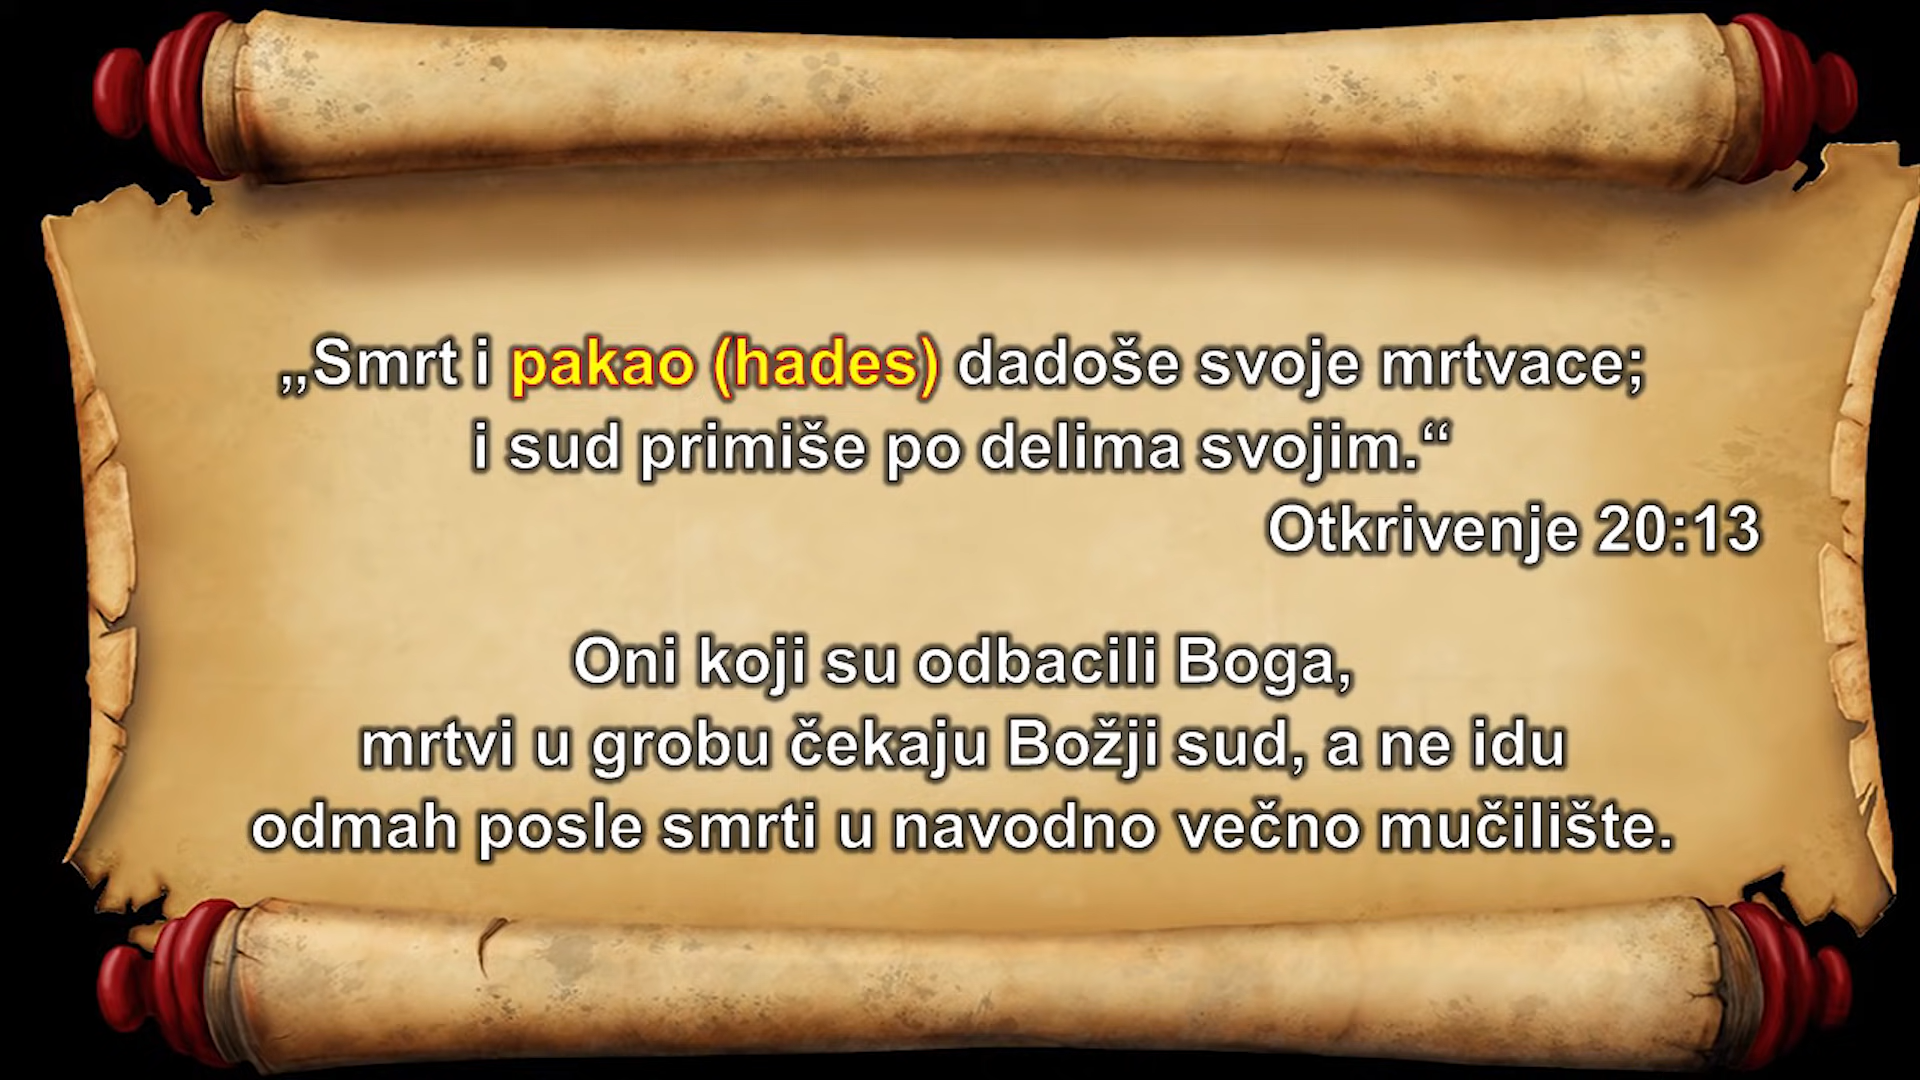 „Smrt i pakao (hades) dadoše svoje mrtvace;
i sud primiše po delima svojim.“
Otkrivenje 20:13
Oni koji su odbacili Boga,
mrtvi u grobu čekaju Božji sud, a ne idu
odmah posle smrti u navodno večno mučilište.